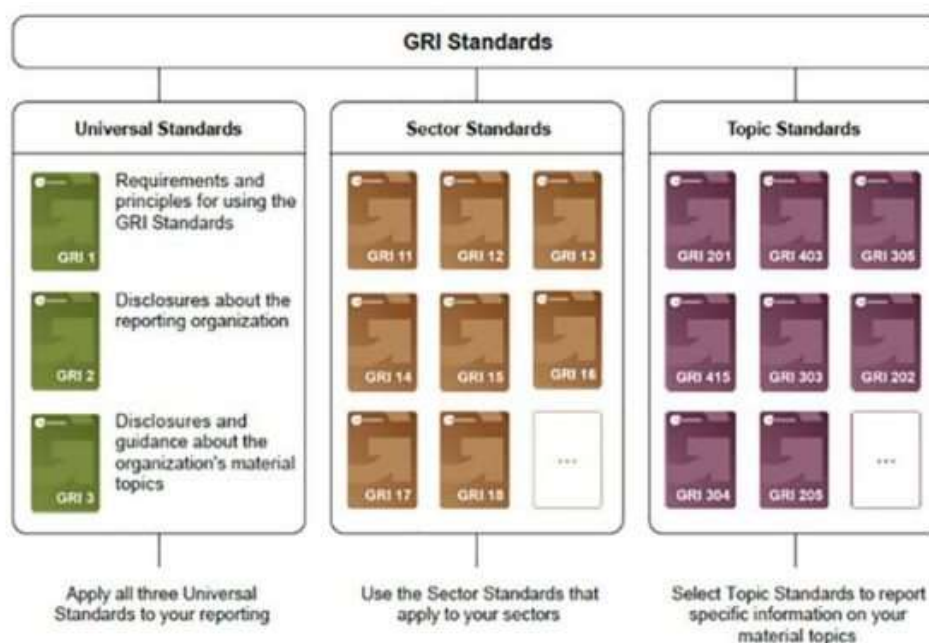 GRI Standards
Universal Standards
GRI 1
Requirements and
principles for using the
GRI Standards
GRI 2
Disclosures about the
reporting organization
GRI 3
Disclosures and
guidance about the
organization's material
topics
Apply all three Universal
Standards to your reporting
Sector Standards
GRI 11
GRI 12
GRI 13
GRI 14
GRI 15
GRI 16
GRI 17
GRI 18
...
Use the Sector Standards that
apply to your sectors
Topic Standards
GRI 201
GRI 403
GRI 305
GRI 415
GRI 303
GRI 202
GRI 304
GRI 205
...
Select Topic Standards to report
specific information on your
material topics